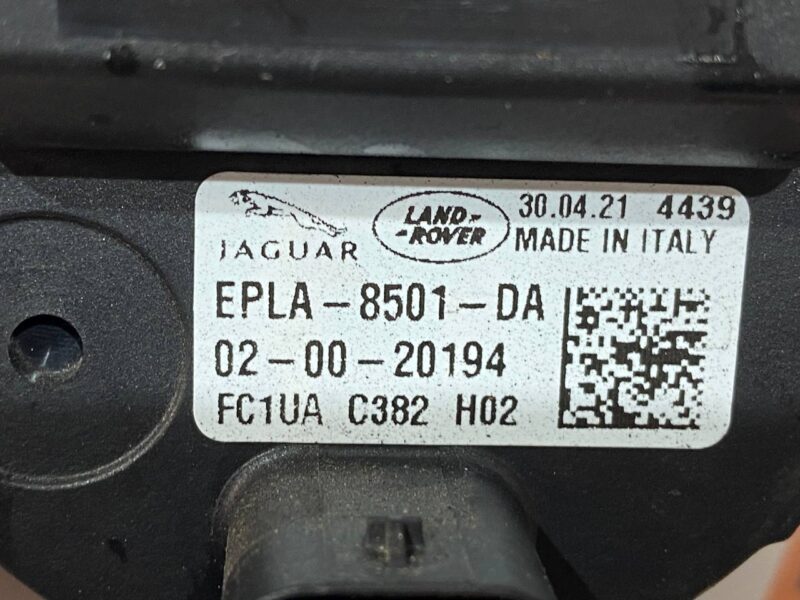 JAGUAR
LAND-
-ROVER
30.04.21 4439
MADE IN ITALY
EPLA-8501-DA
02-00-20194
FC1UA C382 H02